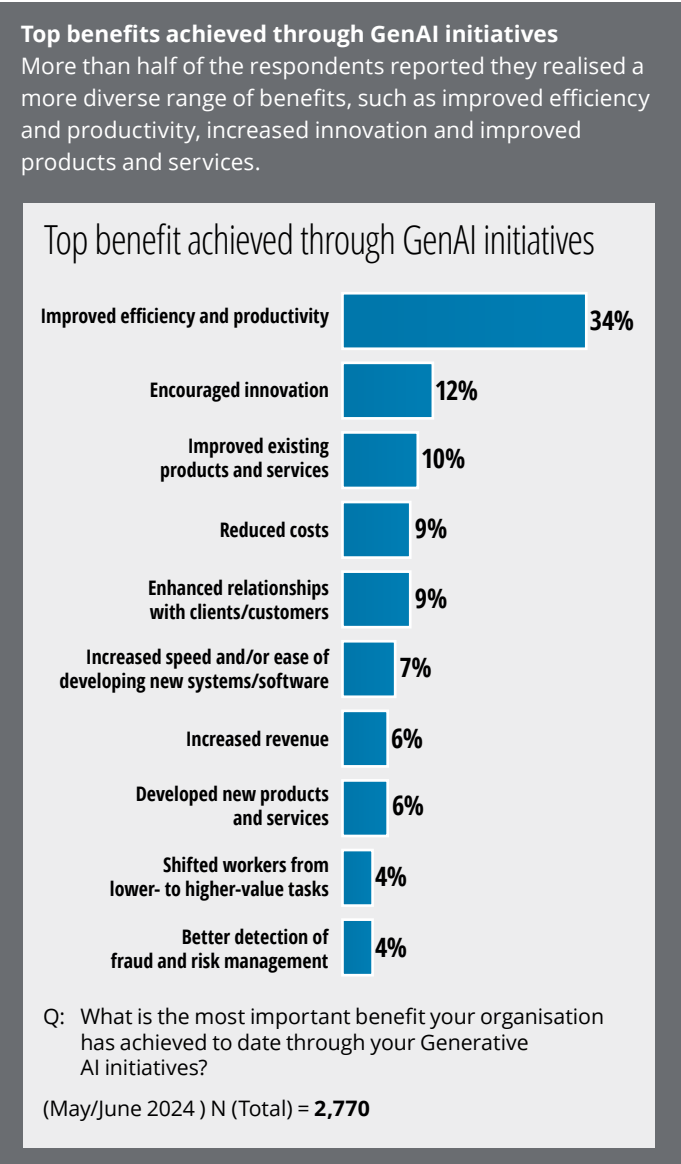 Top benefits achieved through GenAI initiatives
More than half of the respondents reported they realised a
more diverse range of benefits, such as improved efficiency
and productivity, increased innovation and improved
products and services.
Top benefit achieved through GenAI initiatives
Improved efficiency and productivity 34%
Encouraged innovation 12%
Improved existing
products and services 10%
Reduced costs 9%
Enhanced relationships
with clients/customers 9%
Increased speed and/or ease of
developing new systems/software 7%
Increased revenue 6%
Developed new products
and services 6%
Shifted workers from
lower- to higher-value tasks 4%
Better detection of
fraud and risk management 4%
Q: What is the most important benefit your organisation
has achieved to date through your Generative
AI initiatives?
(May/June 2024 ) N (Total) = 2,770